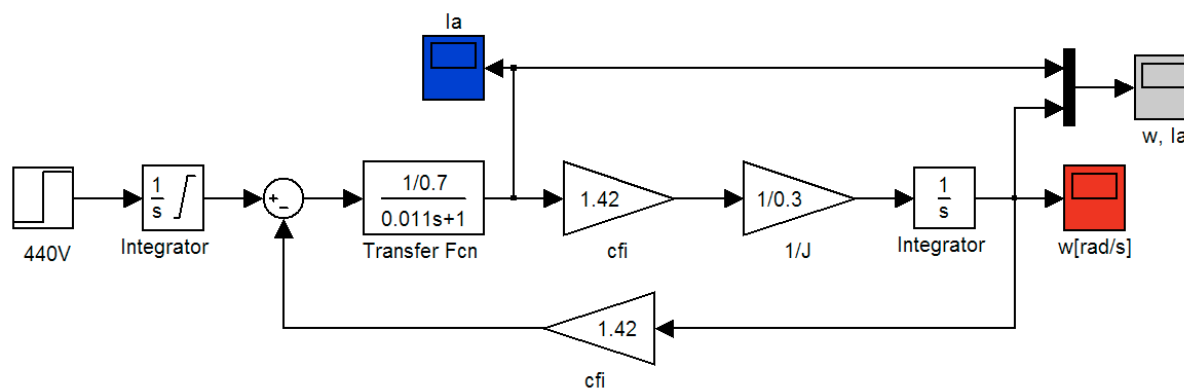 Ia
w, Ia
440V
1
s
Integrator
+
-
1/0.7
0.011s+1
Transfer Fcn
1.42
cfi
1/0.3
1/J
1
s
Integrator
w[rad/s]
1.42
cfi